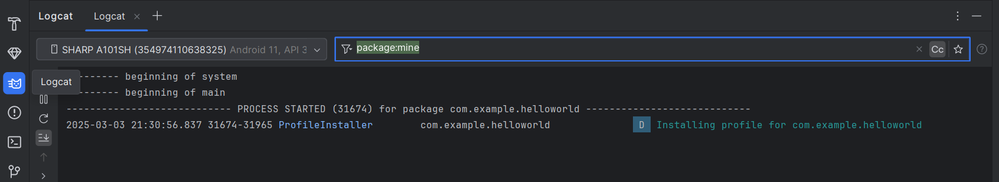 Logcat
Logcat
SHARP A101SH (354974110638325) Android 11, API 3
package:mine
Cc
-------- beginning of system
Logcat
-------- beginning of main
---------------------------- PROCESS STARTED (31674) for package com.example.helloworld ----------------------------
2025-03-03 21:30:56.837 31674-31965 ProfileInstaller com.example.helloworld D Installing profile for com.example.helloworld